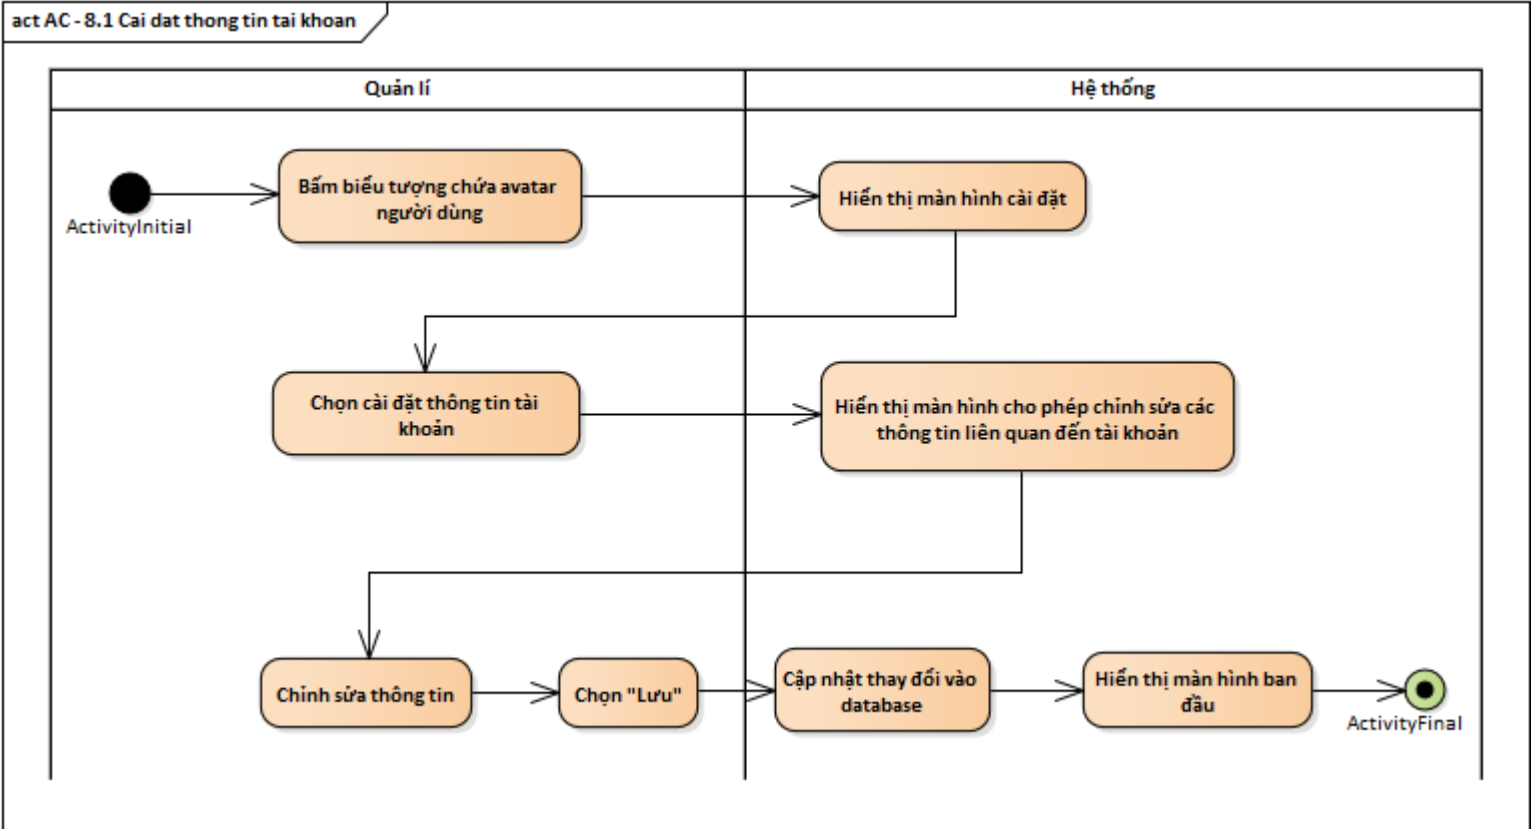 act AC - 8.1 Cai dat thong tin tai khoan
Quản lí
Hệ thống
ActivityInitial
Bấm biểu tượng chứa avatar
người dùng
Hiển thị màn hình cài đặt
Chọn cài đặt thông tin tài
khoản
Hiển thị màn hình cho phép chỉnh sửa các
thông tin liên quan đến tài khoản
Chỉnh sửa thông tin
Chọn "Lưu"
Cập nhật thay đổi vào
database
Hiển thị màn hình ban
đầu
ActivityFinal